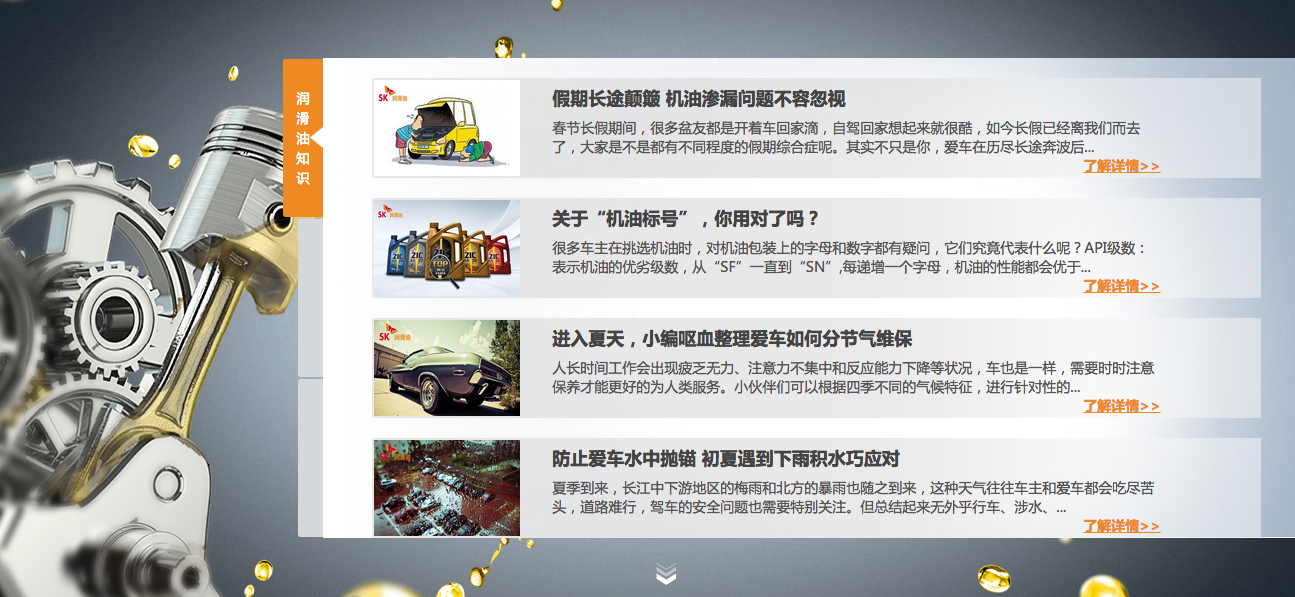 润滑油知识
SK 润滑油
假期长途颠簸 机油渗漏问题不容忽视
春节长假期间，很多盆友都是开着车回家滴，自驾回家想起来就很酷，如今长假已经离我们而去
了，大家是不是都有不同程度的假期综合症呢。其实不只是你，爱车在历尽长途奔波后...
了解详情>>
SK 润滑油
ZIC ZIC ZIC ZIC
TOP
关于“机油标号”，你用对了吗？
很多车主在挑选机油时，对机油包装上的字母和数字都有疑问，它们究竟代表什么呢？API级数：
表示机油的优劣级数，从“SF”一直到“SN”,每递增一个字母，机油的性能都会优于...
了解详情>>
SK 润滑油
进入夏天，小编呕血整理爱车如何分节气维保
人长时间工作会出现疲乏无力、注意力不集中和反应能力下降等状况，车也是一样，需要时时注意
保养才能更好的为人类服务。小伙伴们可以根据四季不同的气候特征，进行针对性的...
了解详情>>
防止爱车水中抛锚 初夏遇到下雨积水巧应对
夏季到来，长江中下游地区的梅雨和北方的暴雨也随之到来，这种天气往往车主和爱车都会吃尽苦
头，道路难行，驾车的安全问题也需要特别关注。但总结起来无外乎行车、涉水、...
了解详情>>